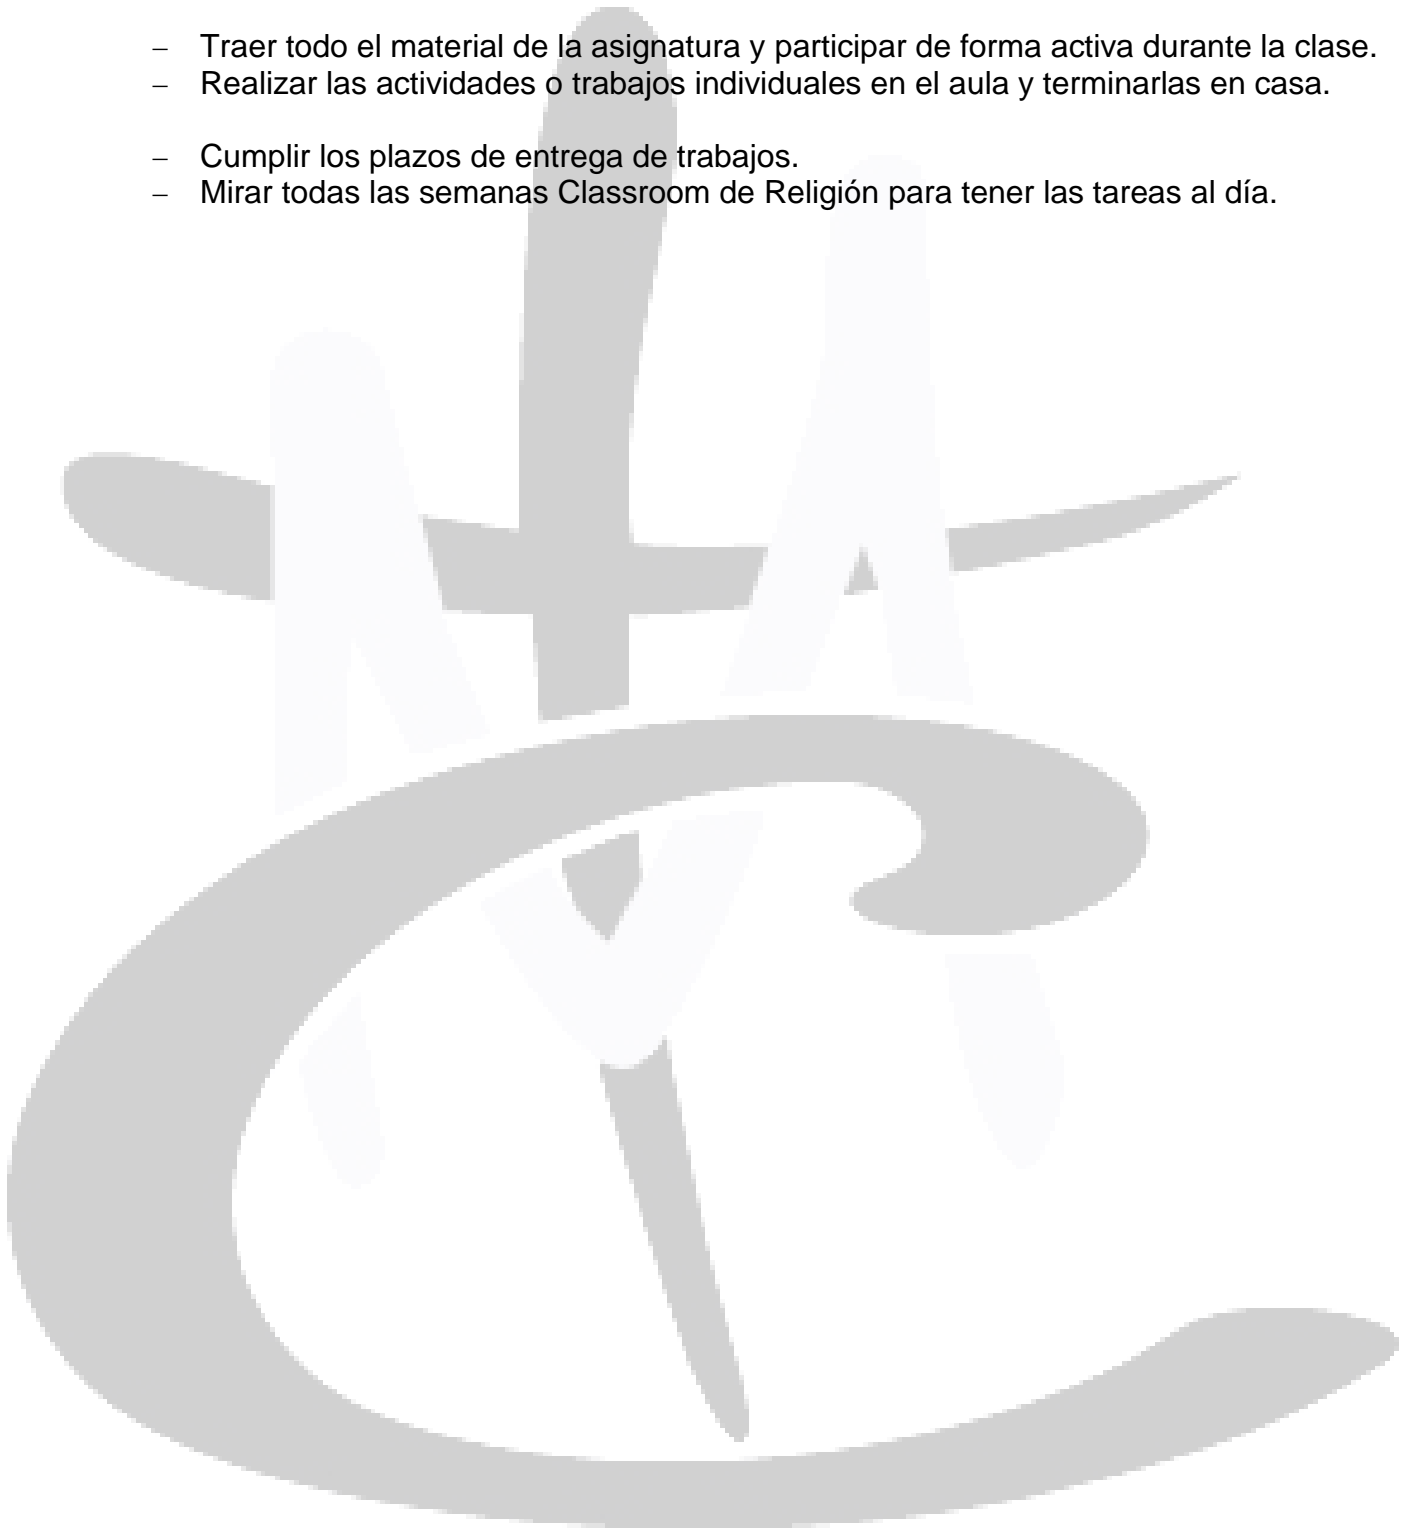 – Traer todo el material de la asignatura y participar de forma activa durante la clase.
– Realizar las actividades o trabajos individuales en el aula y terminarlas en casa.
– Cumplir los plazos de entrega de trabajos.
– Mirar todas las semanas Classroom de Religión para tener las tareas al día.